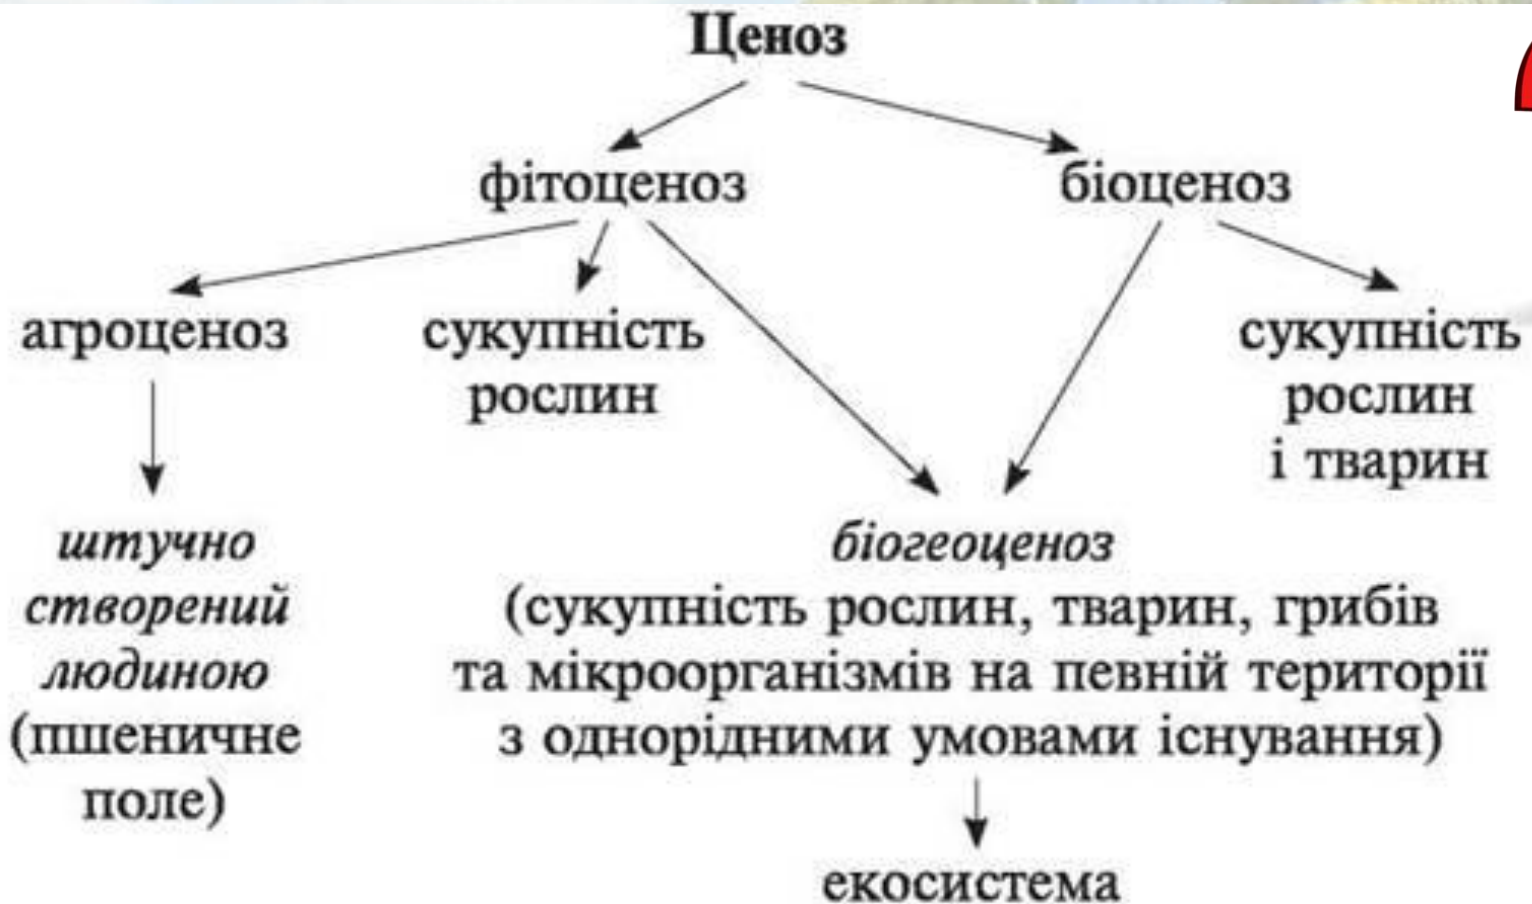 Ценоз
фітоценоз
біоценоз
агроценоз
сукупність
рослин
сукупність
рослин
і тварин
штучно
створений
людиною
(пшеничне
поле)
біогеоценоз
(сукупність рослин, тварин, грибів
та мікроорганізмів на певній території
з однорідними умовами існування)
екосистема